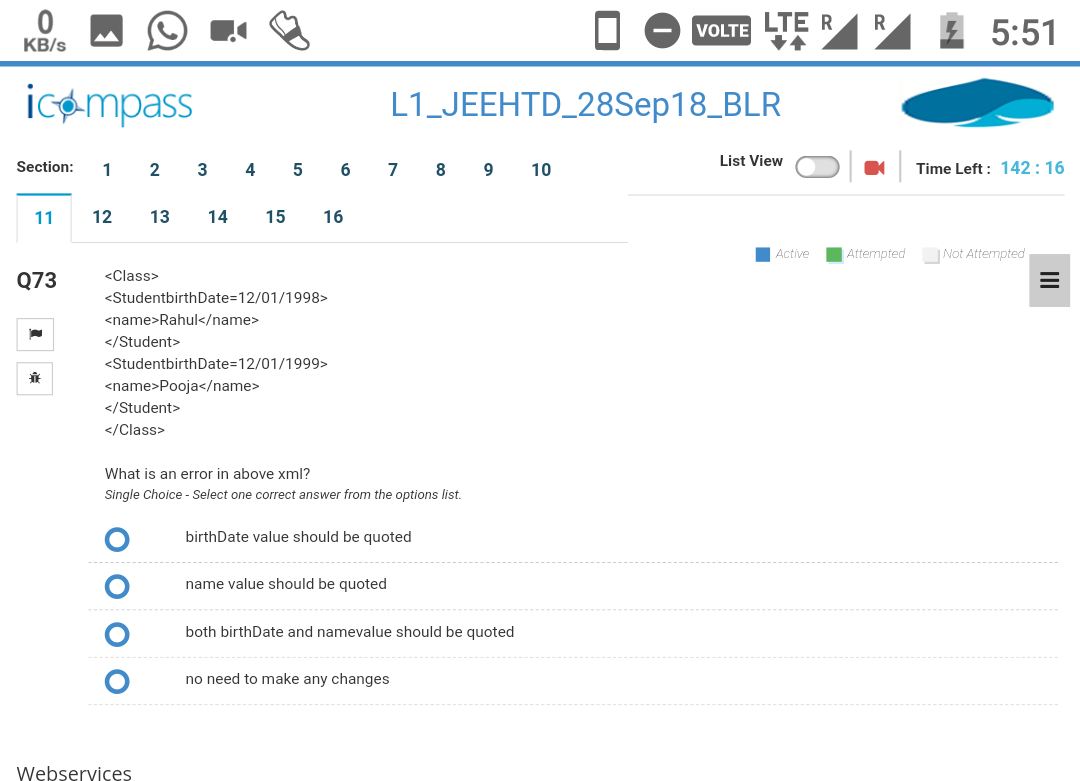 0
KB/s
VOLTE
LTE
R
R
5:51
icompass
L1_JEEHTD_28Sep18_BLR
Section:
1 2 3 4 5 6 7 8 9 10
List View
Time Left : 142 : 16
11 12 13 14 15 16
Active Attempted Not Attempted
Q73
<Class>
<StudentbirthDate=12/01/1998>
<name>Rahul</name>
</Student>
<StudentbirthDate=12/01/1999>
<name>Pooja</name>
</Student>
</Class>
What is an error in above xml?
Single Choice - Select one correct answer from the options list.
birthDate value should be quoted
name value should be quoted
both birthDate and namevalue should be quoted
no need to make any changes
Webservices